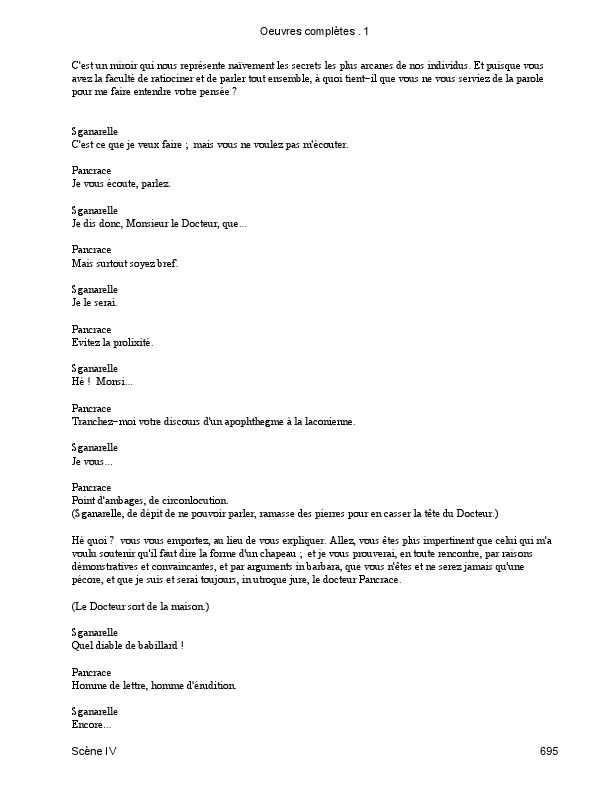 Oeuvres complètes . 1
C'est un miroir qui nous représente naïvement les secrets les plus arcanes de nos individus. Et puisque vous
avez la faculté de ratiociner et de parler tout ensemble, à quoi tient−il que vous ne vous serviez de la parole
pour me faire entendre votre pensée ?
Sganarelle
C'est ce que je veux faire ;  mais vous ne voulez pas m'écouter.
Pancrace
Je vous écoute, parlez.
Sganarelle
Je dis donc, Monsieur le Docteur, que...
Pancrace
Mais surtout soyez bref.
Sganarelle
Je le serai.
Pancrace
Evitez la prolixité.
Sganarelle
Hé !  Monsi...
Pancrace
Tranchez−moi votre discours d'un apophthegme à la laconienne.
Sganarelle
Je vous...
Pancrace
Point d'ambages, de circonlocution.
(Sganarelle, de dépit de ne pouvoir parler, ramasse des pierres pour en casser la tête du Docteur.)
Hé quoi ?  vous vous emportez, au lieu de vous expliquer. Allez, vous êtes plus impertinent que celui qui m'a
voulu soutenir qu'il faut dire la forme d'un chapeau ;  et je vous prouverai, en toute rencontre, par raisons
démonstratives et convaincantes, et par arguments in barbara, que vous n'êtes et ne serez jamais qu'une
pécore, et que je suis et serai toujours, in utroque jure, le docteur Pancrace.
(Le Docteur sort de la maison.)
Sganarelle
Quel diable de babillard !
Pancrace
Homme de lettre, homme d'érudition.
Sganarelle
Encore...
Scène IV
695